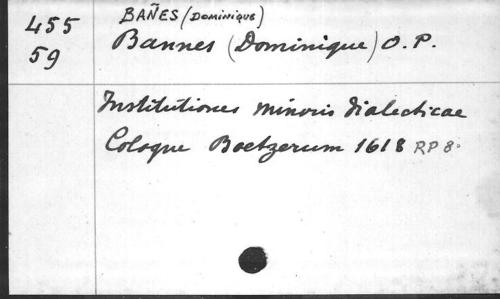 455
59
BAÑES (DOMINIQUE)
Bannes (Dominique) O.P.
Institutiones minoris dialecticae
Cologne Boetzerum 1618 RP 8°